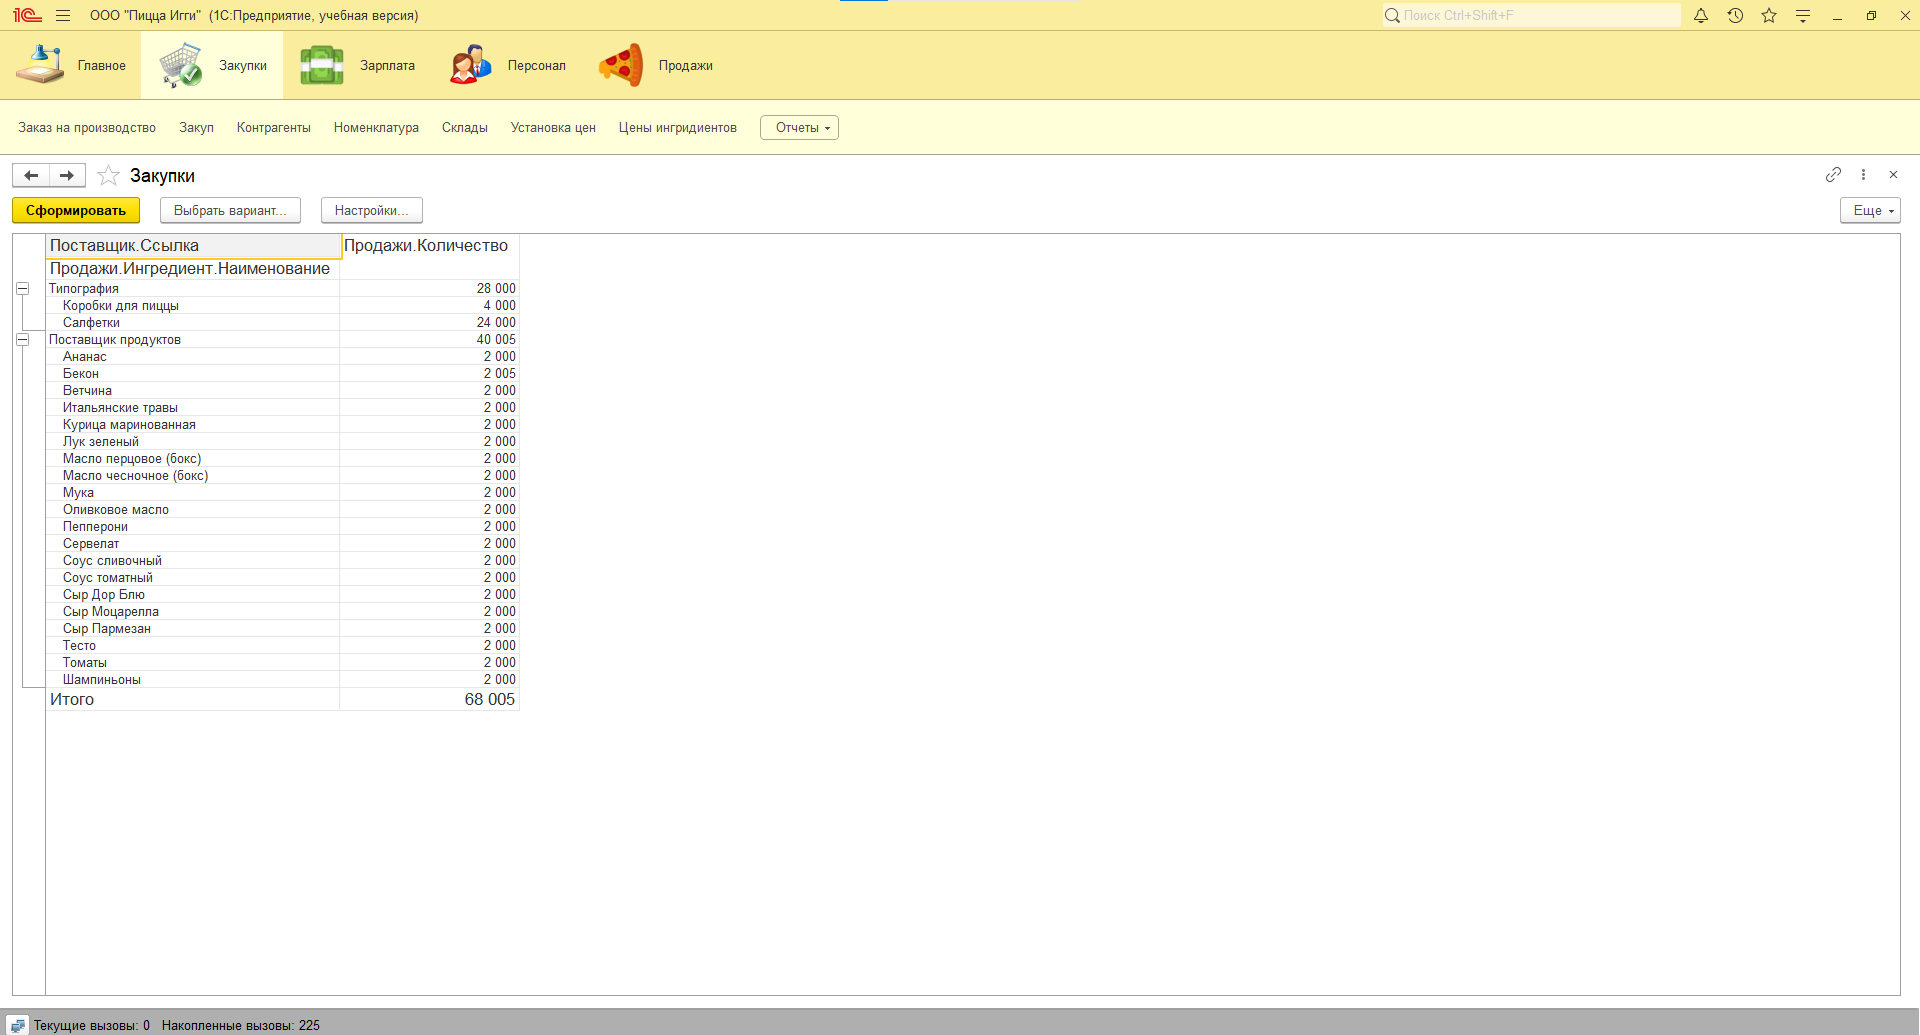 1С ООО "Пицца Игги" (1С:Предприятие, учебная версия) Поиск Ctrl+Shift+F
Главное Закупки Зарплата Персонал Продажи
Заказ на производство Закуп Контрагенты Номенклатура Склады Установка цен Цены ингридиентов Отчеты
Закупки
Сформировать Выбрать вариант... Настройки... Еще
Поставщик.Ссылка Продажи.Количество
Продажи.Ингредиент.Наименование
Типография 28 000
Коробки для пиццы 4 000
Салфетки 24 000
Поставщик продуктов 40 005
Ананас 2 000
Бекон 2 005
Ветчина 2 000
Итальянские травы 2 000
Курица маринованная 2 000
Лук зеленый 2 000
Масло перцовое (бокс) 2 000
Масло чесночное (бокс) 2 000
Мука 2 000
Оливковое масло 2 000
Пепперони 2 000
Сервелат 2 000
Соус сливочный 2 000
Соус томатный 2 000
Сыр Дор Блю 2 000
Сыр Моцарелла 2 000
Сыр Пармезан 2 000
Тесто 2 000
Томаты 2 000
Шампиньоны 2 000
Итого 68 005
Текущие вызовы: 0 Накопленные вызовы: 225